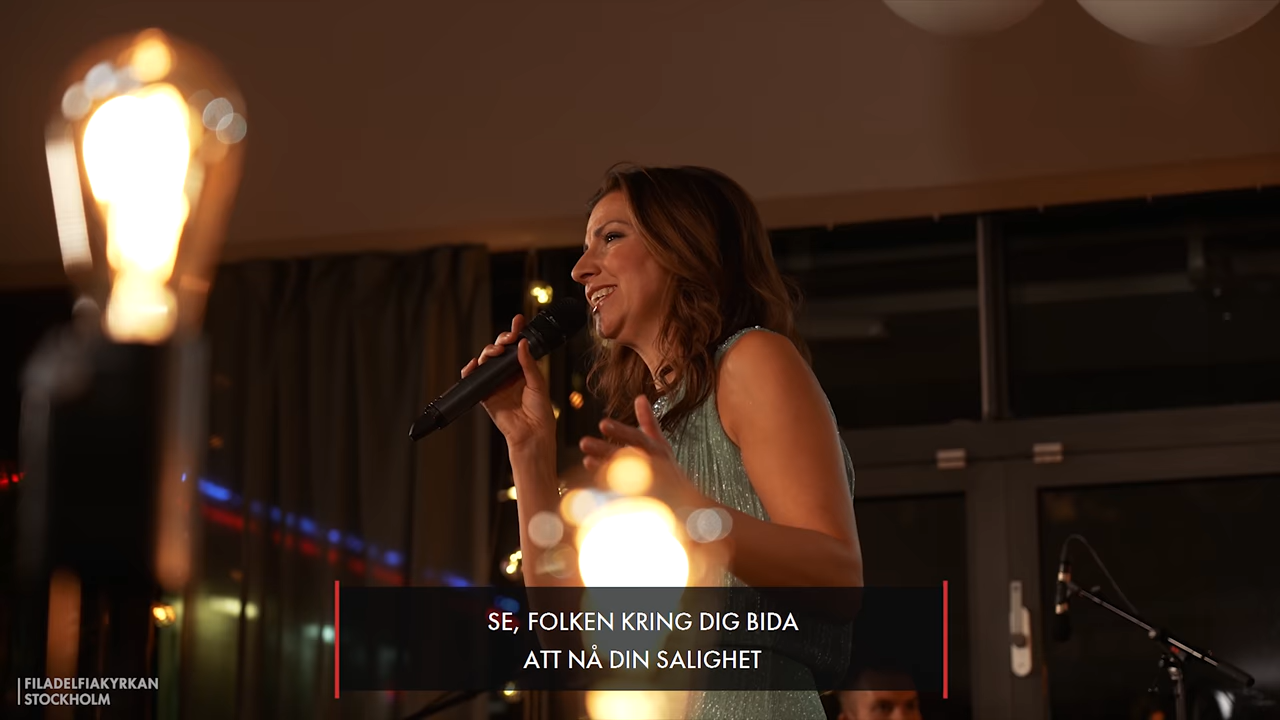 SE, FOLKEN KRING DIG BIDA
ATT NÅ DIN SALIGHET
FILADELFIAKYRKAN
STOCKHOLM